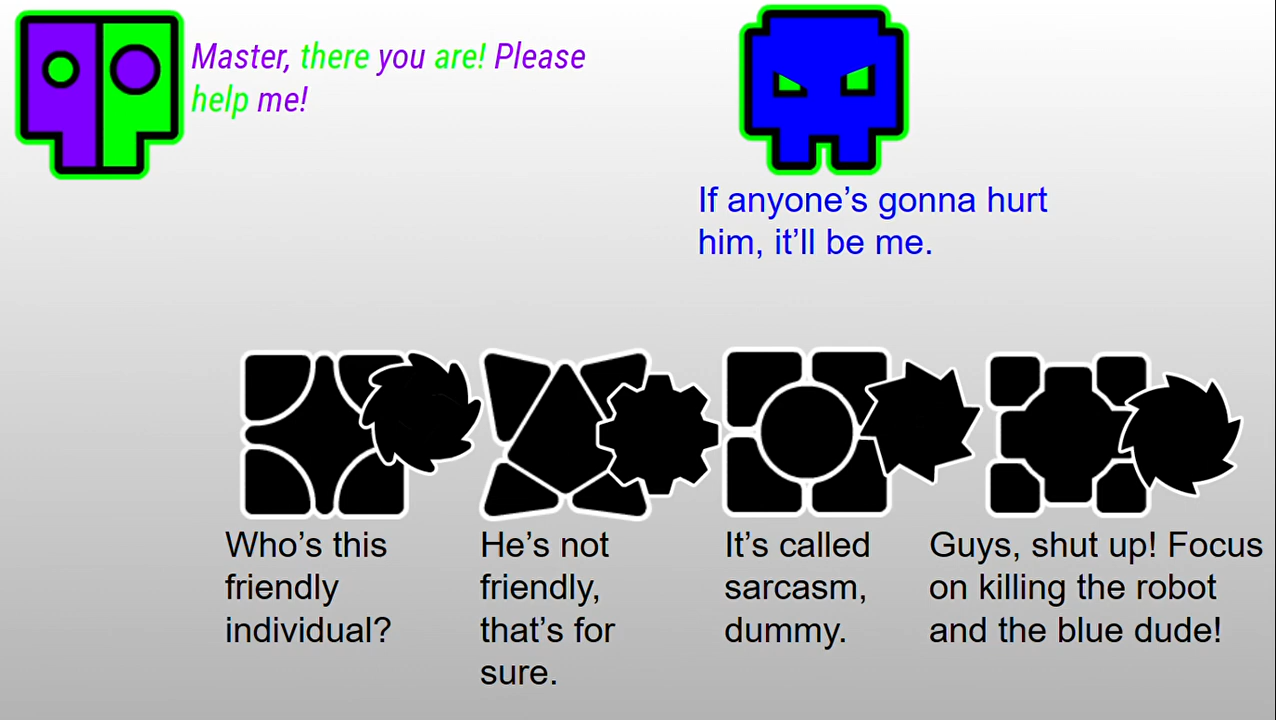 Master, there you are! Please
help me!
If anyone’s gonna hurt
him, it’ll be me.
Who’s this
friendly
individual?
He’s not
friendly,
that’s for
sure.
It’s called
sarcasm,
dummy.
Guys, shut up! Focus
on killing the robot
and the blue dude!